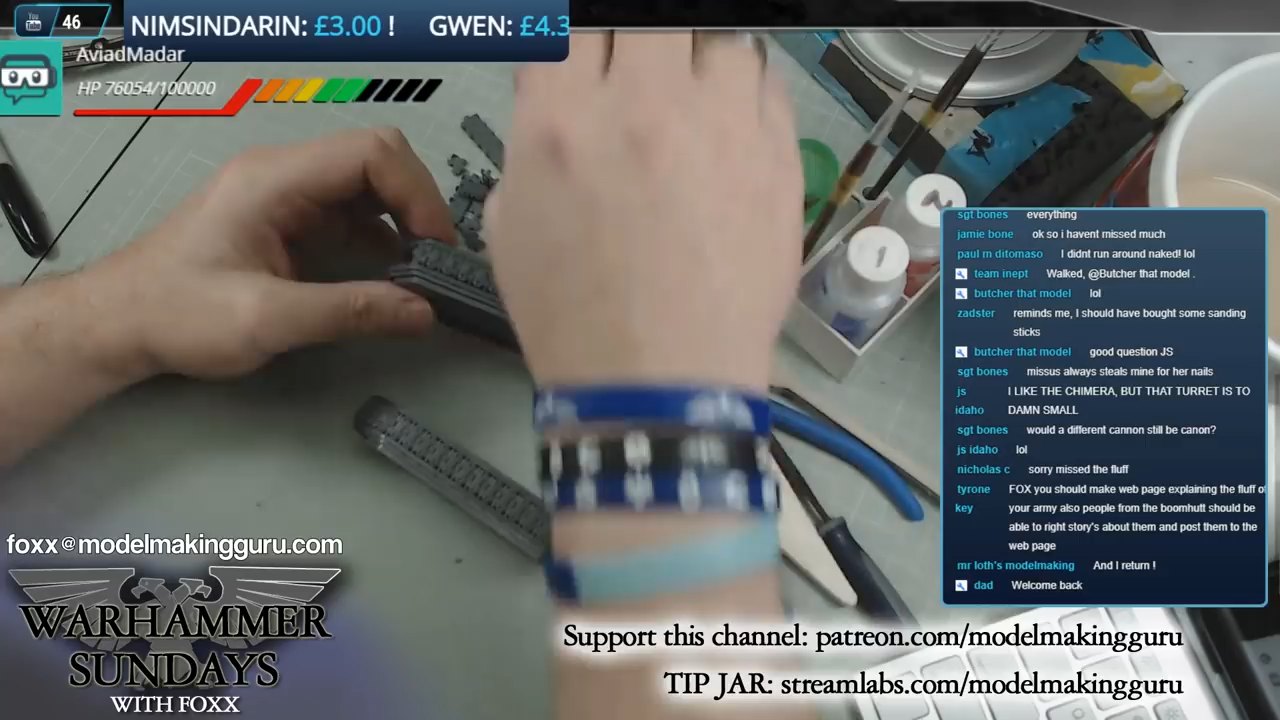 You
Tube
46
NIMSINDARIN: £3.00 !
GWEN: £4.3
AviadMadar
HP 76054/100000
2
1
sgt bones everything
jamie bone ok so i havent missed much
paul m ditomaso I didnt run around naked! lol
team inept Walked, @Butcher that model .
butcher that model lol
zadster reminds me, I should have bought some sanding
sticks
butcher that model good question JS
sgt bones missus always steals mine for her nails
js I LIKE THE CHIMERA, BUT THAT TURRET IS TO
idaho DAMN SMALL
sgt bones would a different cannon still be canon?
js idaho lol
nicholas c sorry missed the fluff
tyrone FOX you should make web page explaining the fluff of
key your army also people from the boomhutt should be
able to right story's about them and post them to the
web page
mr loth's modelmaking And I return !
dad Welcome back
foxx@modelmakingguru.com
WARHAMMER
SUNDAYS
WITH FOXX
Support this channel: patreon.com/modelmakingguru
TIP JAR: streamlabs.com/modelmakingguru